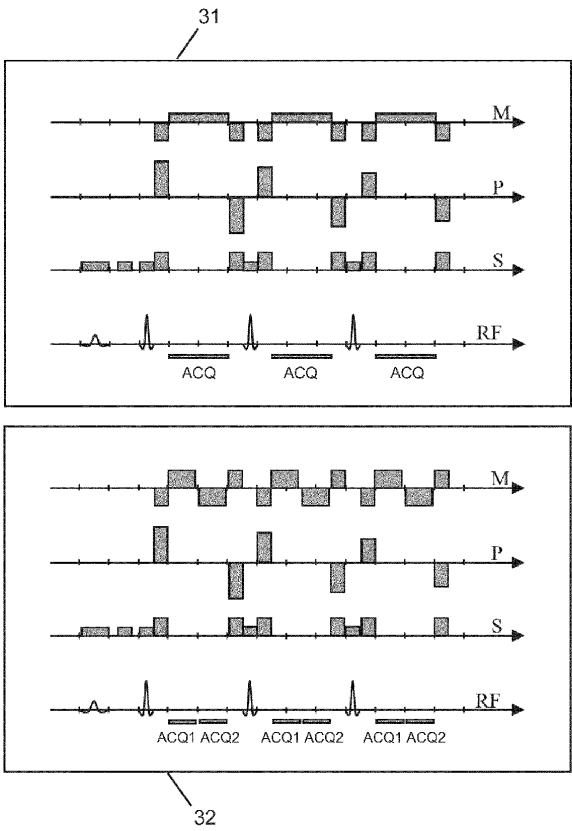 31
M
P
S
RF
ACQ ACQ ACQ
M
P
S
RF
ACQ1 ACQ2 ACQ1 ACQ2 ACQ1 ACQ2
32